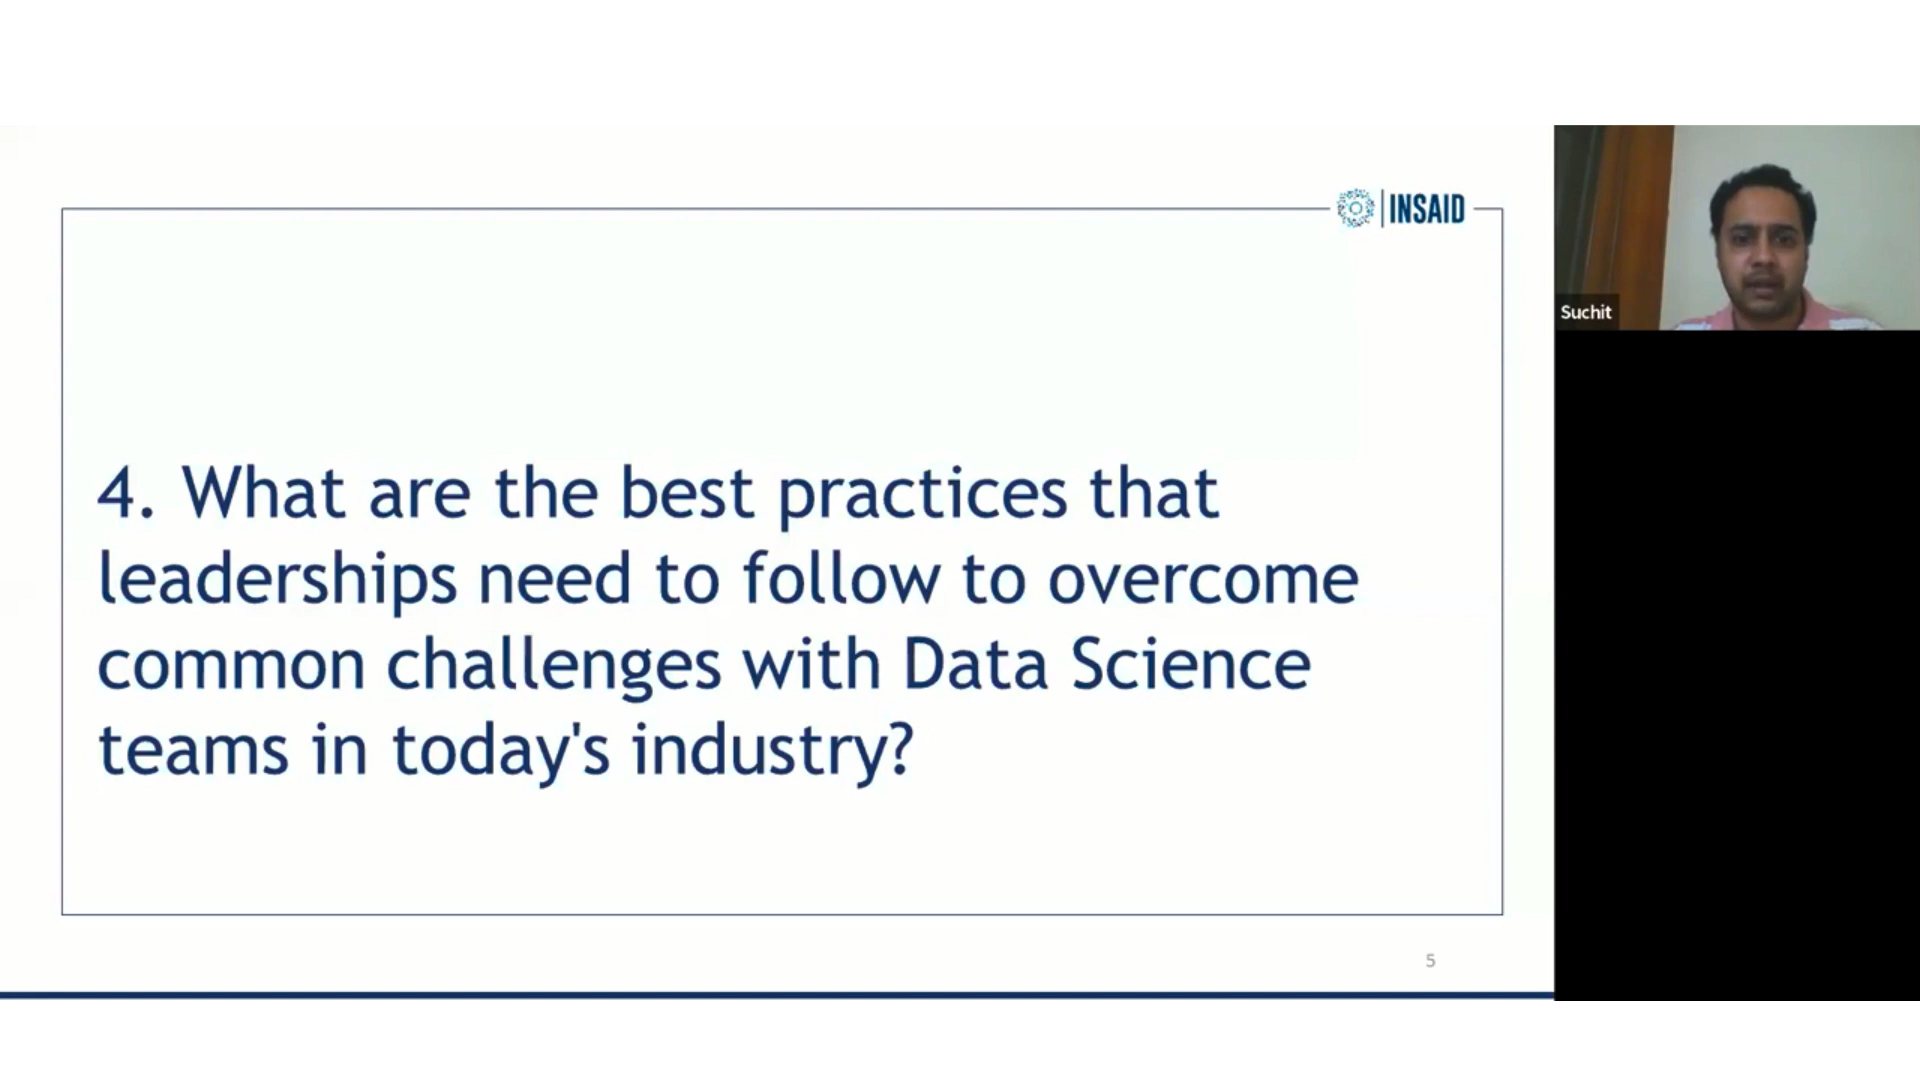 INSAID
4. What are the best practices that
leaderships need to follow to overcome
common challenges with Data Science
teams in today's industry?
5
Suchit